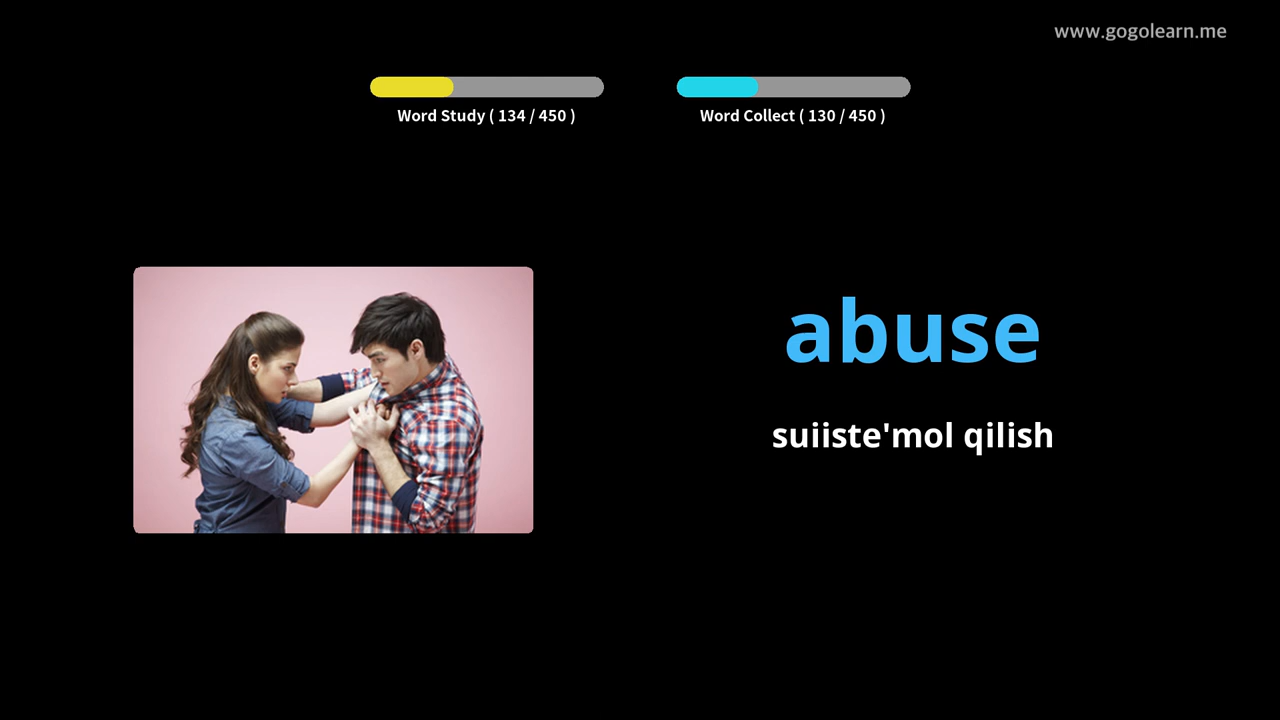 www.gogolearn.me
Word Study ( 134 / 450 )
Word Collect ( 130 / 450 )
abuse
suiiste'mol qilish